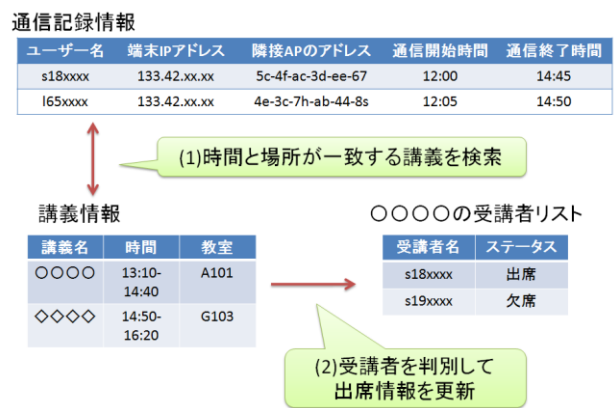 通信記録情報
ユーザー名 端末IPアドレス 隣接APのアドレス 通信開始時間 通信終了時間
s18xxxx 133.42.xx.xx 5c-4f-ac-3d-ee-67 12:00 14:45
l65xxxx 133.42.xx.xx 4e-3c-7h-ab-44-8s 12:05 14:50
(1)時間と場所が一致する講義を検索
講義情報
講義名 時間 教室
○○○○ 13:10-
14:40 A101
◇◇◇◇ 14:50-
16:20 G103
○○○○の受講者リスト
受講者名 ステータス
s18xxxx 出席
s19xxxx 欠席
(2)受講者を判別して
出席情報を更新